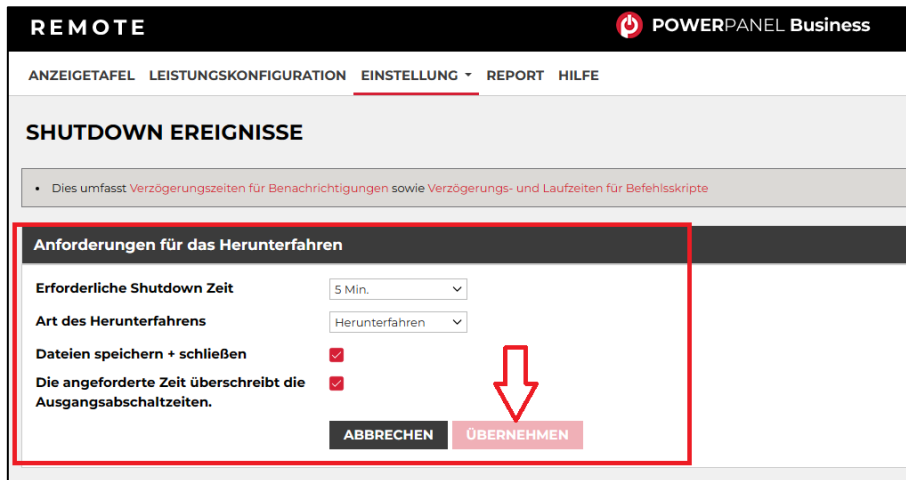 REMOTE
POWERPANEL Business
ANZEIGETAFEL LEISTUNGSKONFIGURATION EINSTELLUNG REPORT HILFE
SHUTDOWN EREIGNISSE
• Dies umfasst Verzögerungszeiten für Benachrichtigungen sowie Verzögerungs- und Laufzeiten für Befehlsskripte
Anforderungen für das Herunterfahren
Erforderliche Shutdown Zeit 5 Min.
Art des Herunterfahrens Herunterfahren
Dateien speichern + schließen
Die angeforderte Zeit überschreibt die
Ausgangsabschaltzeiten.
ABBRECHEN ÜBERNEHMEN